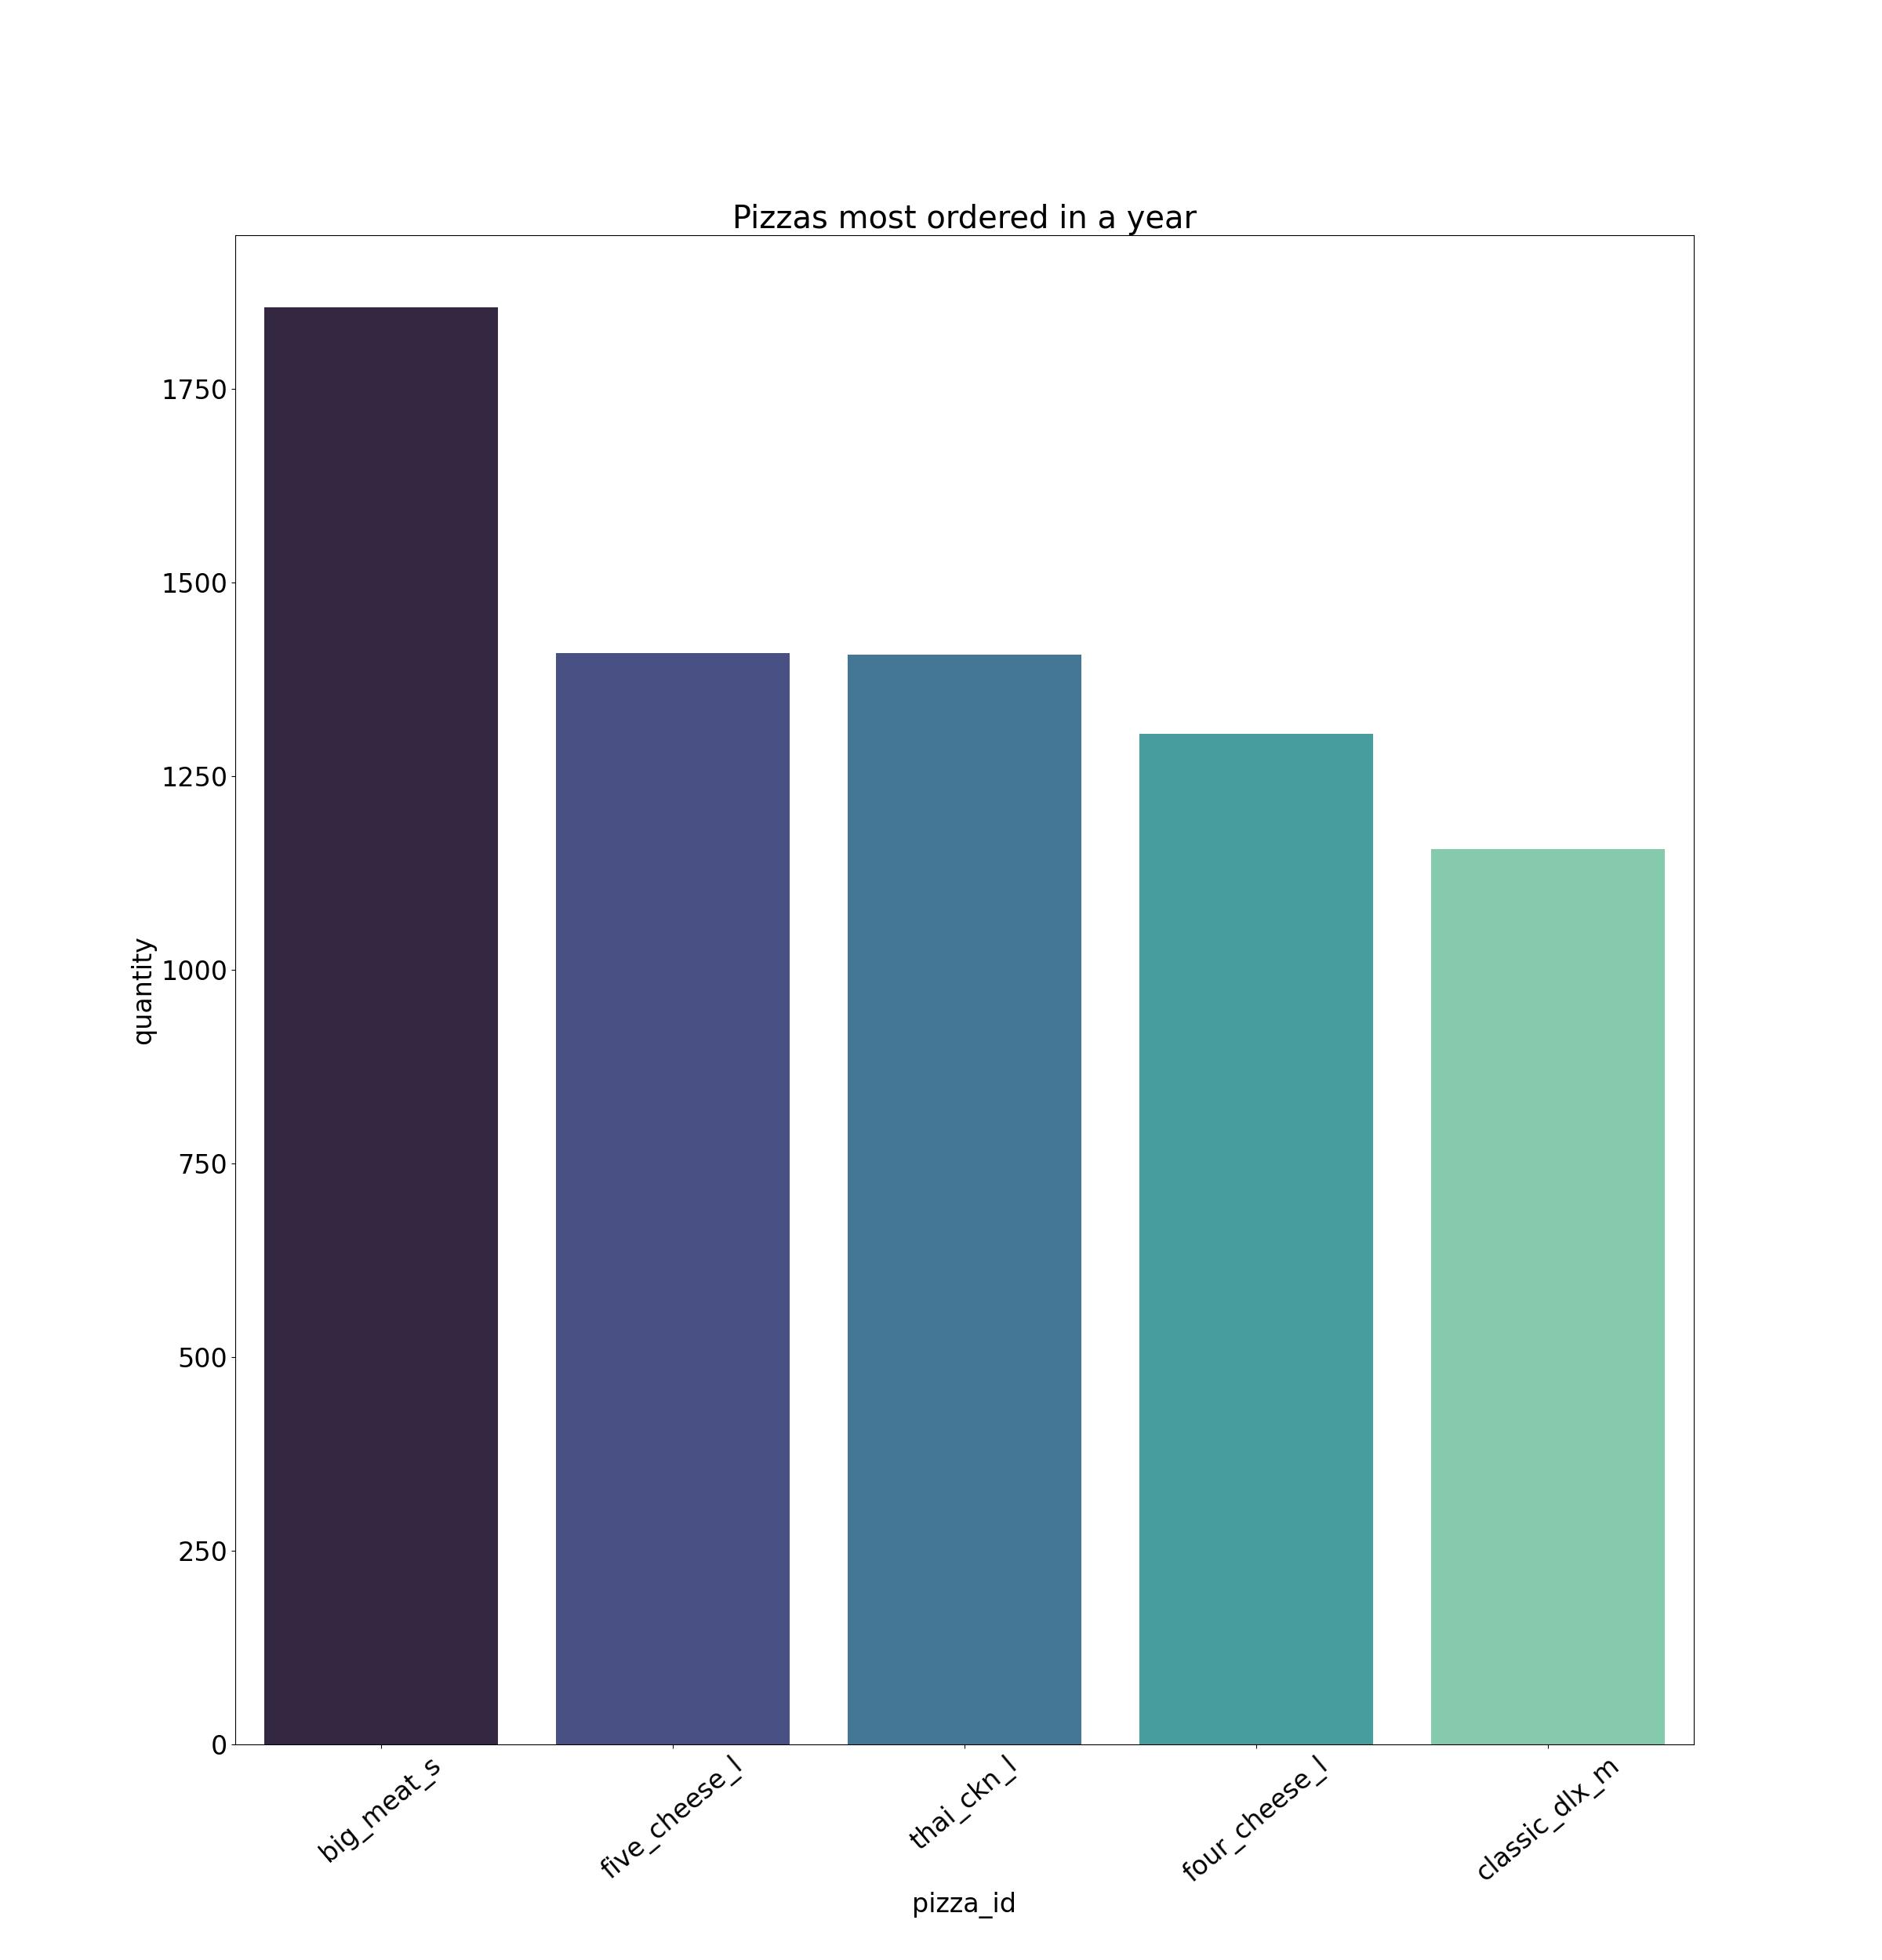 Pizzas most ordered in a year
1750
1500
1250
1000
750
500
250
0
quantity
big_meat_s
five_cheese_l
thai_ckn_l
four_cheese_l
classic_dlx_m
pizza_id